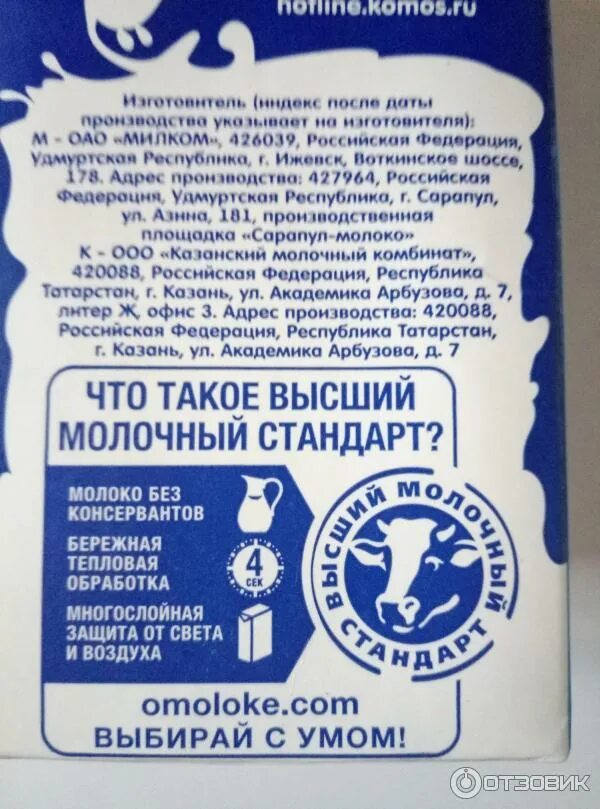 hotline.komos.ru
Изготовитель (индекс после даты
производства указывает на изготовителя):
М - ОАО «МИЛКОМ», 426039, Российская Федерация,
Удмуртская Республика, г. Ижевск, Воткинское шоссе,
178. Адрес производства: 427964, Российская
Федерация, Удмуртская Республика, г. Сарапул,
ул. Азина, 181, производственная
площадка «Сарапул-молоко»
К - ООО «Казанский молочный комбинат»,
420088, Российская Федерация, Республика
Татарстан, г. Казань, ул. Академика Арбузова, д. 7,
литер Ж, офис 3. Адрес производства: 420088,
Российская Федерация, Республика Татарстан,
г. Казань, ул. Академика Арбузова, д. 7
ЧТО ТАКОЕ ВЫСШИЙ
МОЛОЧНЫЙ СТАНДАРТ?
МОЛОКО БЕЗ
КОНСЕРВАНТОВ
БЕРЕЖНАЯ
ТЕПЛОВАЯ
ОБРАБОТКА
4
СЕК
МНОГОСЛОЙНАЯ
ЗАЩИТА ОТ СВЕТА
И ВОЗДУХА
ВЫСШИЙ МОЛОЧНЫЙ
СТАНДАРТ
omoloke.com
ВЫБИРАЙ С УМОМ!
ОТЗОВИК